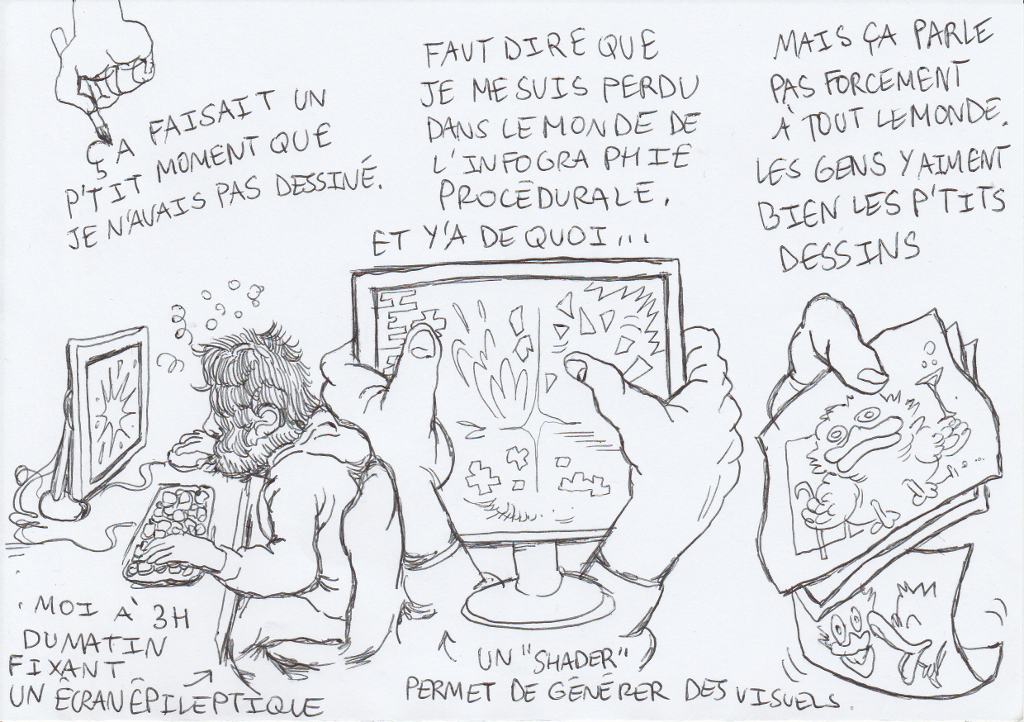 ÇA FAISAIT UN
P'TIT MOMENT QUE
JE N'AVAIS PAS DESSINÉ.
FAUT DIRE QUE
JE ME SUIS PERDU
DANS LE MONDE DE
L'INFOGRAPHIE
PROCÉDURALE.
ET Y'A DE QUOI...
MAIS ÇA PARLE
PAS FORCEMENT
À TOUT LE MONDE.
LES GENS Y AIMENT
BIEN LES P'TITS
DESSINS
MOI À 3H
DU MATIN
FIXANT
UN ÉCRAN ÉPILEPTIQUE
UN "SHADER"
PERMET DE GÉNÉRER DES VISUELS.